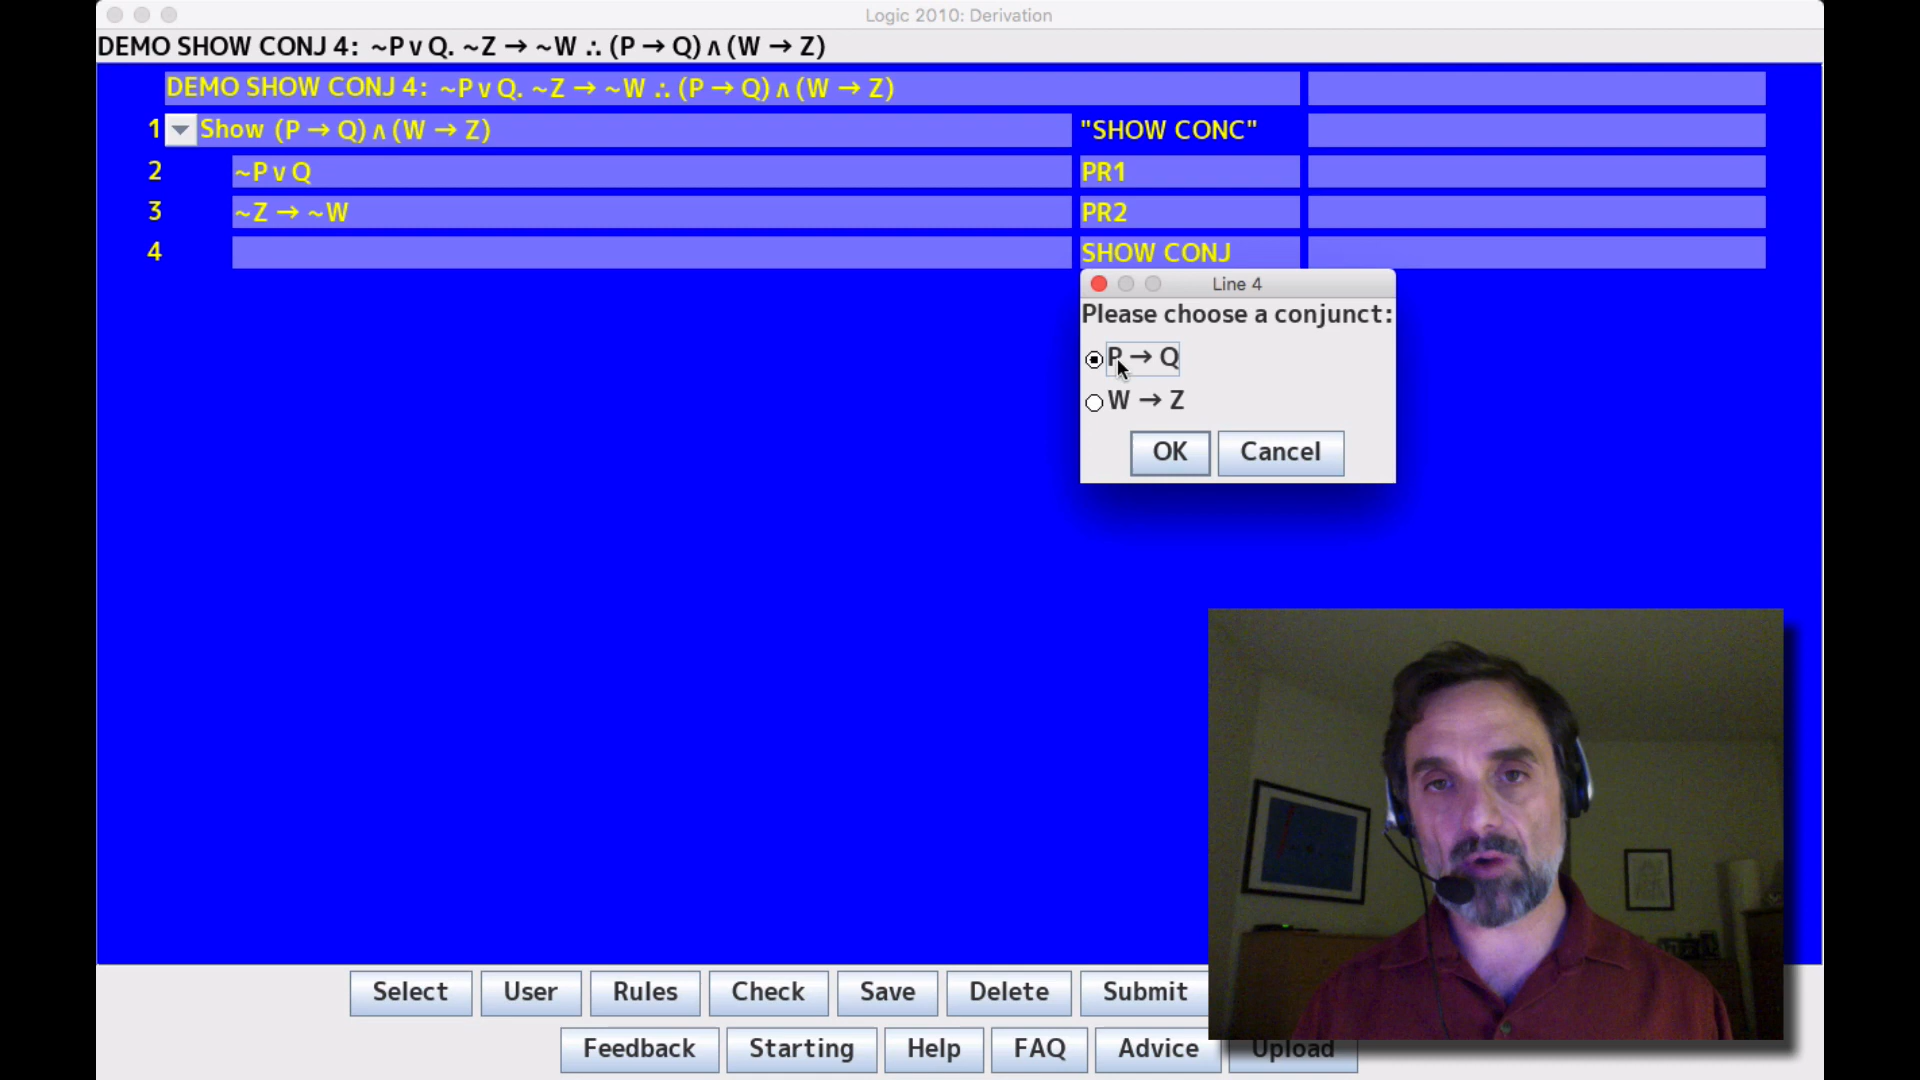 Logic 2010: Derivation
DEMO SHOW CONJ 4: ~P ∨ Q. ~Z → ~W ∴ (P → Q) ∧ (W → Z)
DEMO SHOW CONJ 4: ~P ∨ Q. ~Z → ~W ∴ (P → Q) ∧ (W → Z)
1 Show (P → Q) ∧ (W → Z) "SHOW CONC"
2 ~P ∨ Q PR1
3 ~Z → ~W PR2
4 SHOW CONJ
Line 4
Please choose a conjunct:
P → Q
W → Z
OK Cancel
Select User Rules Check Save Delete Submit
Feedback Starting Help FAQ Advice Upload